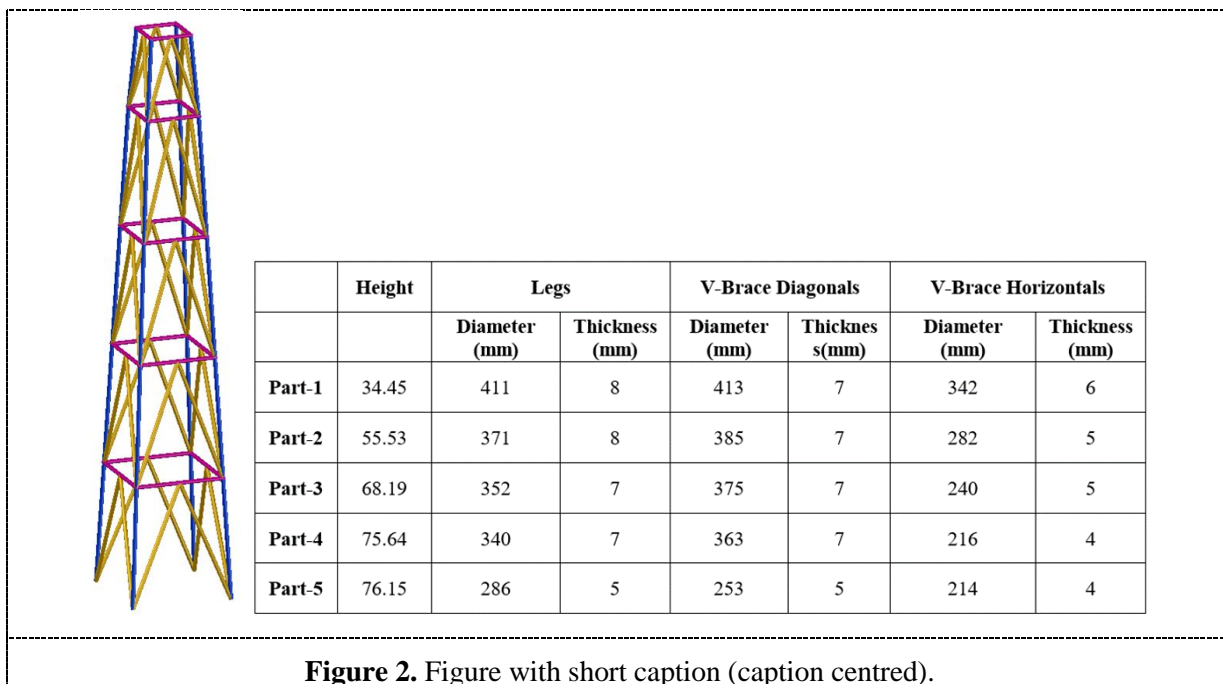 Height Legs V-Brace Diagonals V-Brace Horizontals
Diameter (mm) Thickness (mm) Diameter (mm) Thicknes s(mm) Diameter (mm) Thickness (mm)
Part-1 34.45 411 8 413 7 342 6
Part-2 55.53 371 8 385 7 282 5
Part-3 68.19 352 7 375 7 240 5
Part-4 75.64 340 7 363 7 216 4
Part-5 76.15 286 5 253 5 214 4
Figure 2. Figure with short caption (caption centred).